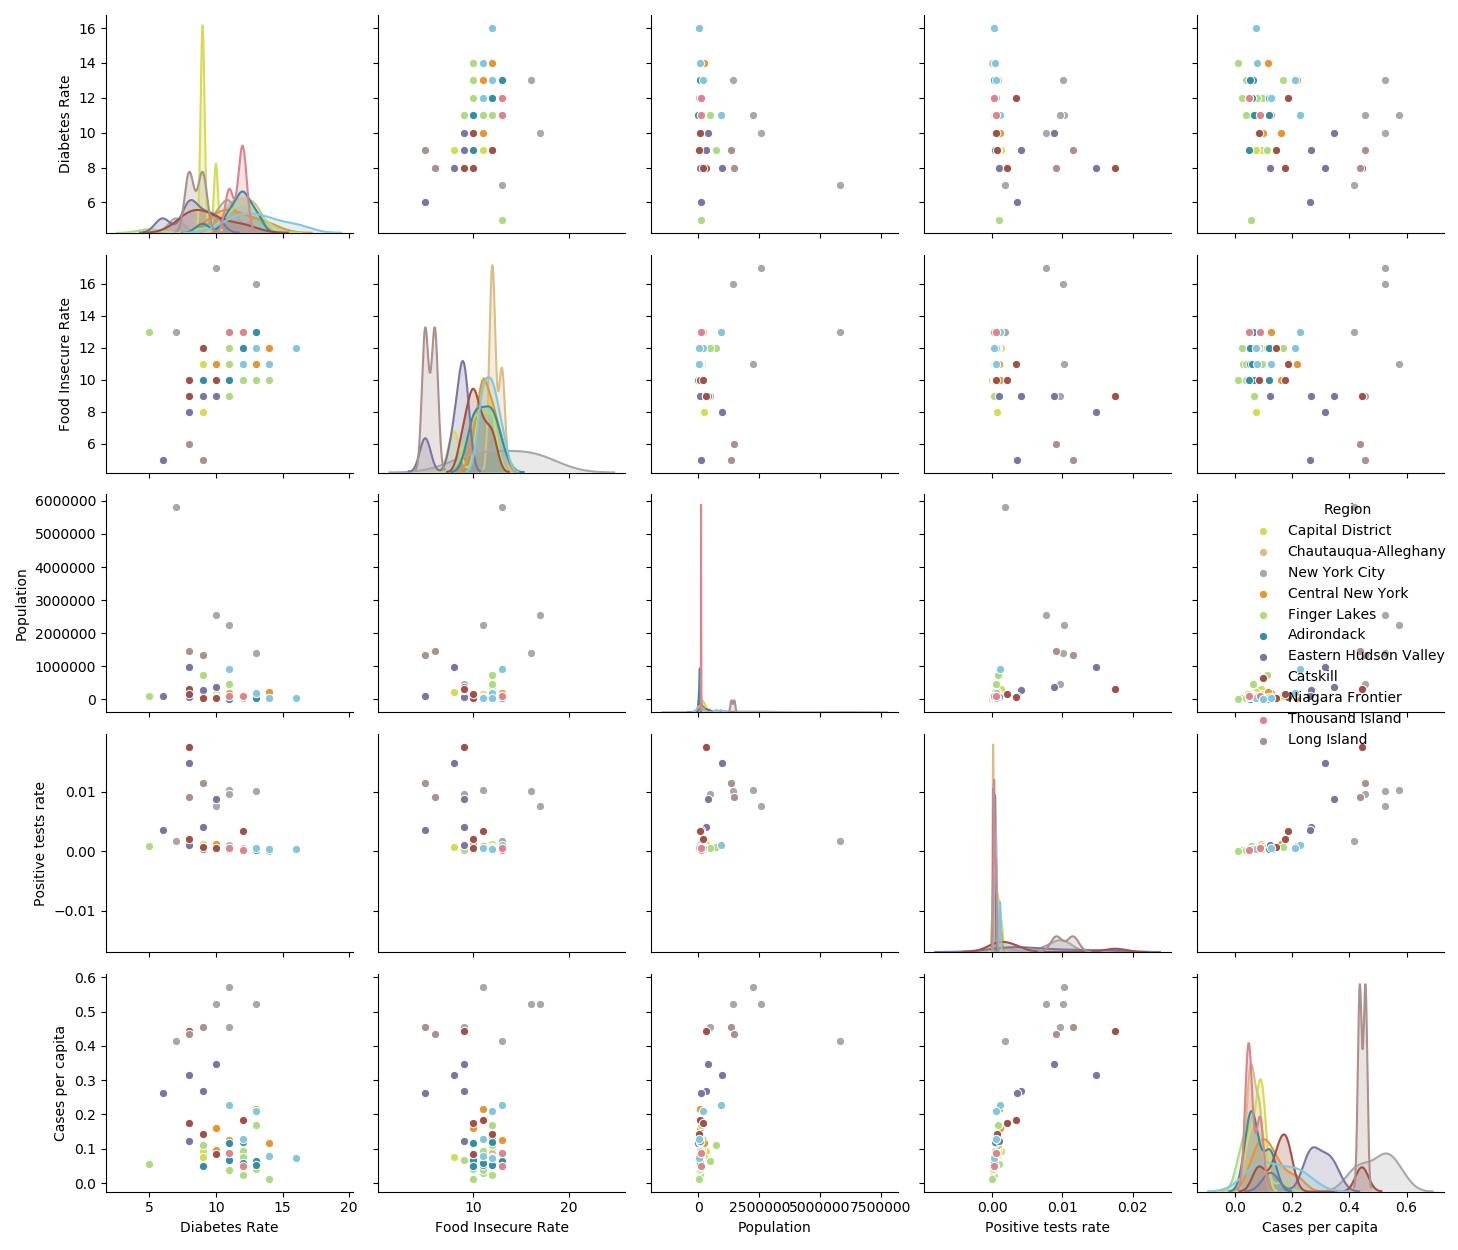 16
14
12
10
8
6
Diabetes Rate
16
14
12
10
8
6
Food Insecure Rate
6000000
5000000
4000000
3000000
2000000
1000000
0
Population
Region
Capital District
Chautauqua-Alleghany
New York City
Central New York
Finger Lakes
Adirondack
Eastern Hudson Valley
Catskill
Niagara Frontier
Thousand Island
Long Island
0.01
0.00
−0.01
Positive tests rate
0.6
0.5
0.4
0.3
0.2
0.1
0.0
Cases per capita
5 10 15 20
Diabetes Rate
10 20
Food Insecure Rate
0 2500000 5000000 7500000
Population
0.00 0.01 0.02
Positive tests rate
0.0 0.2 0.4 0.6
Cases per capita